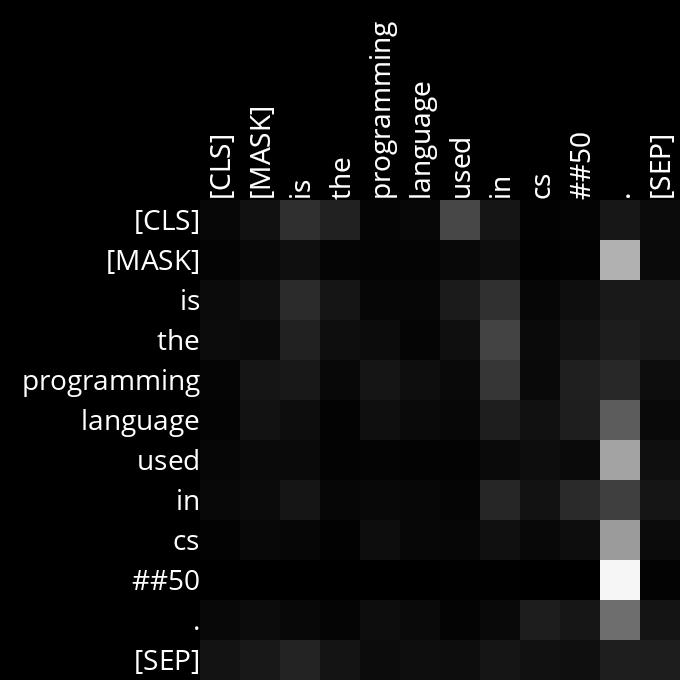 [CLS]
[MASK]
is
the
programming
language
used
in
cs
##50
.
[SEP]
[CLS]
[MASK]
is
the
programming
language
used
in
cs
##50
.
[SEP]